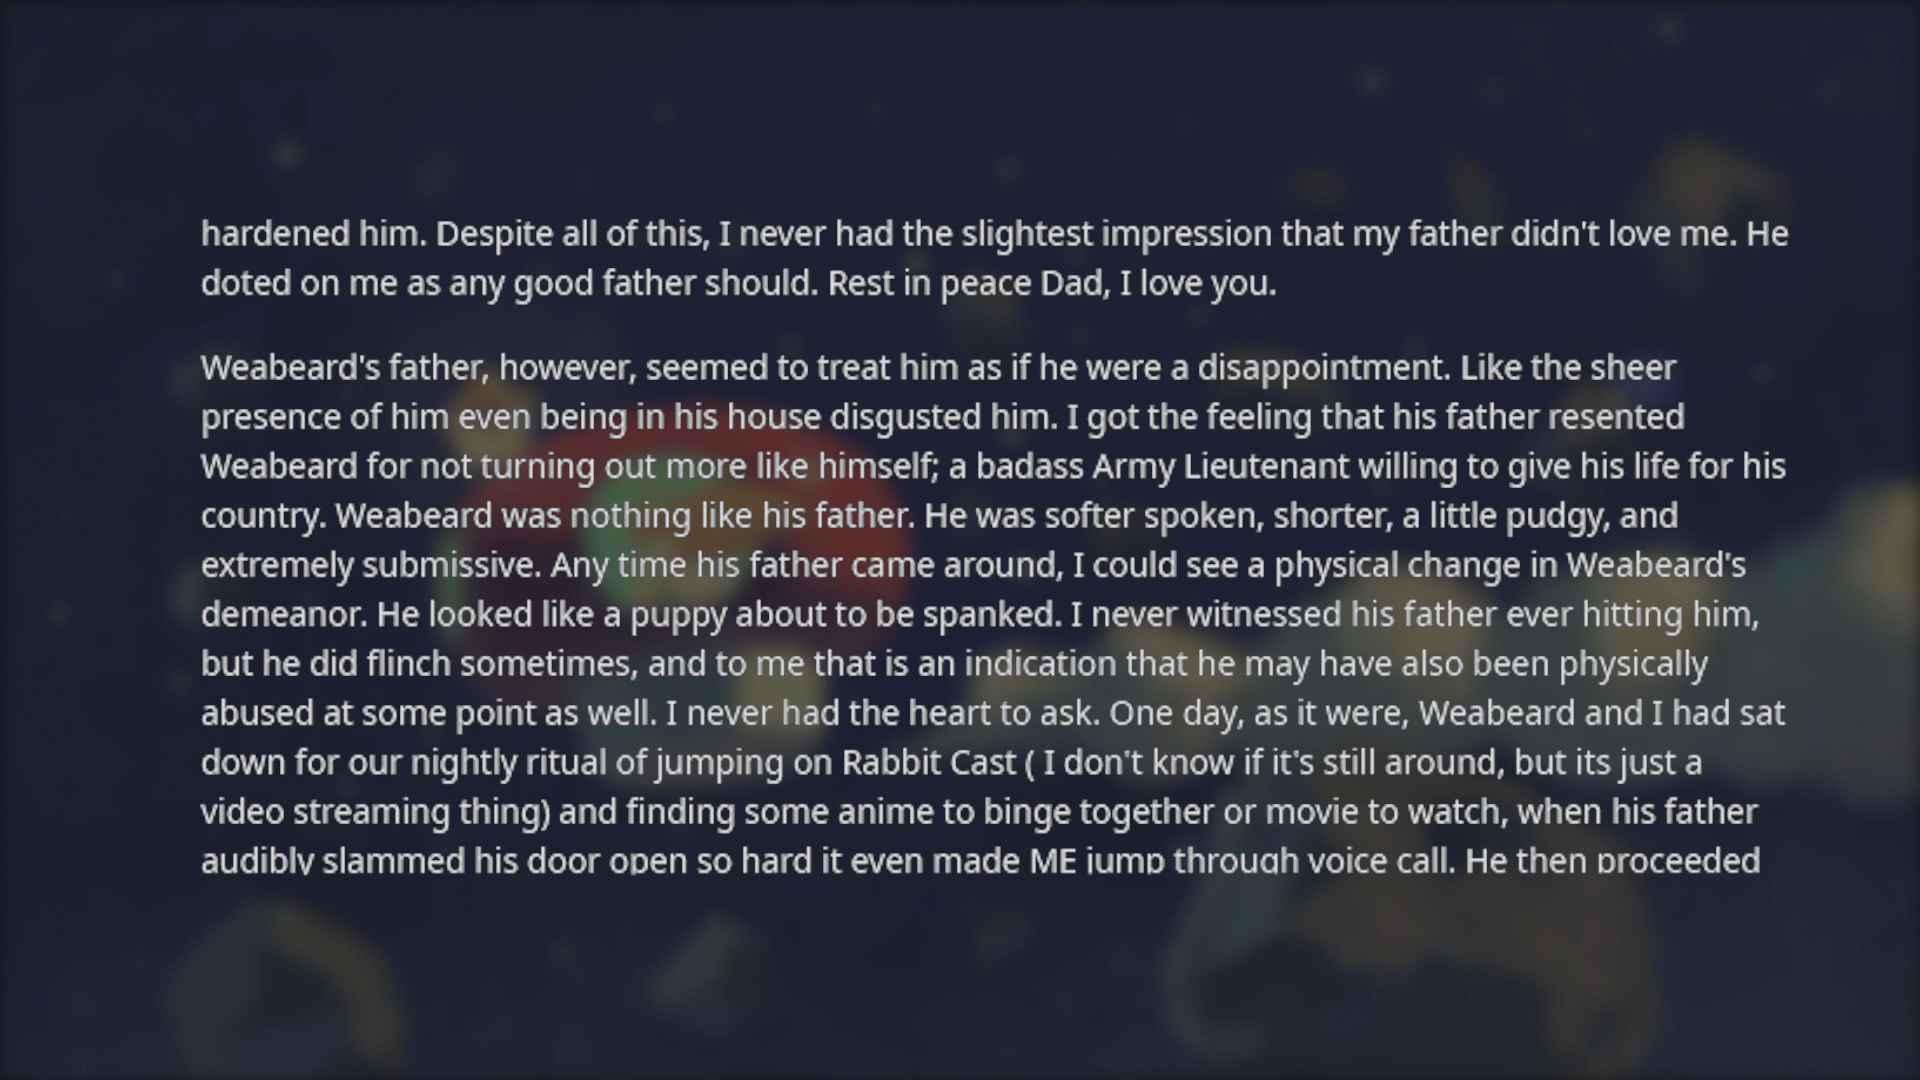 hardened him. Despite all of this, I never had the slightest impression that my father didn't love me. He
doted on me as any good father should. Rest in peace Dad, I love you.
Weabeard's father, however, seemed to treat him as if he were a disappointment. Like the sheer
presence of him even being in his house disgusted him. I got the feeling that his father resented
Weabeard for not turning out more like himself; a badass Army Lieutenant willing to give his life for his
country. Weabeard was nothing like his father. He was softer spoken, shorter, a little pudgy, and
extremely submissive. Any time his father came around, I could see a physical change in Weabeard's
demeanor. He looked like a puppy about to be spanked. I never witnessed his father ever hitting him,
but he did flinch sometimes, and to me that is an indication that he may have also been physically
abused at some point as well. I never had the heart to ask. One day, as it were, Weabeard and I had sat
down for our nightly ritual of jumping on Rabbit Cast ( I don't know if it's still around, but its just a
video streaming thing) and finding some anime to binge together or movie to watch, when his father
audibly slammed his door open so hard it even made ME jump through voice call. He then proceeded